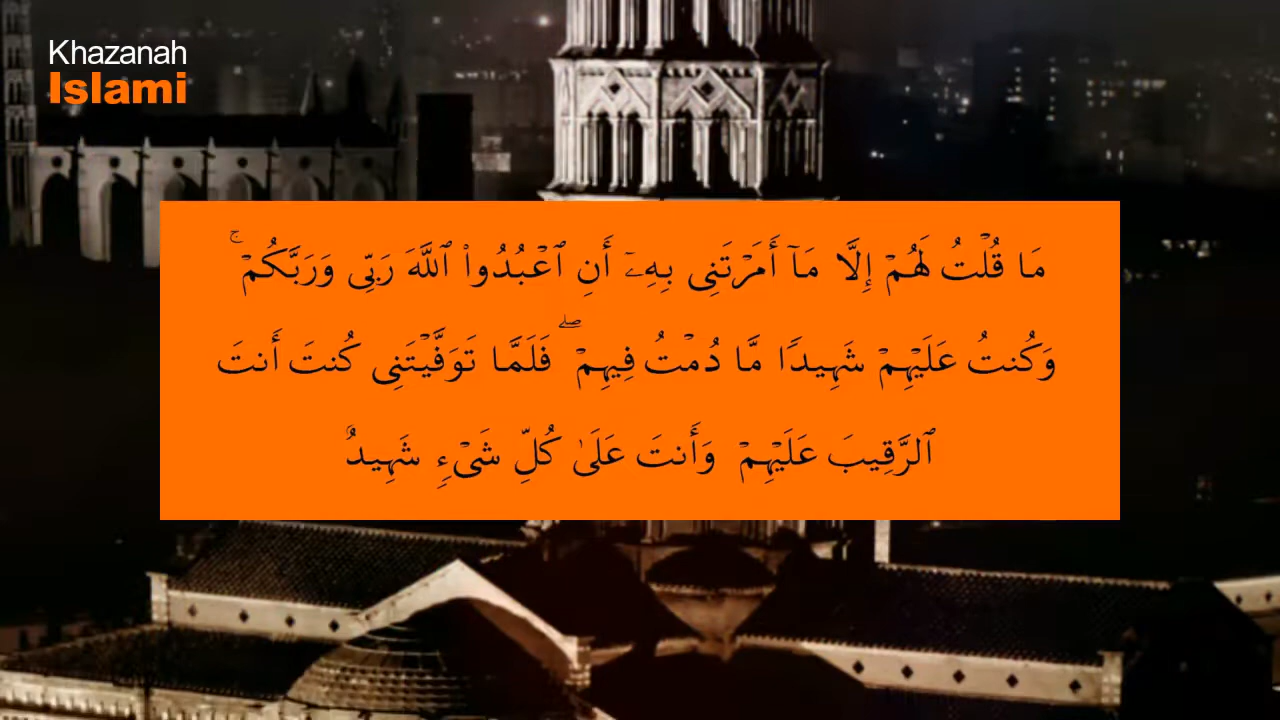 Khazanah
Islami
مَا قُلْتُ لَهُمْ إِلَّا مَآ أَمَرْتَنِى بِهِۦٓ أَنِ ٱعْبُدُوا۟ ٱللَّهَ رَبِّى وَرَبَّكُمْ ۚ
وَكُنتُ عَلَيْهِمْ شَهِيدًا مَّا دُمْتُ فِيهِمْ ۖ فَلَمَّا تَوَفَّيْتَنِى كُنتَ أَنتَ
ٱلرَّقِيبَ عَلَيْهِمْ وَأَنتَ عَلَىٰ كُلِّ شَىْءٍ شَهِيدٌ